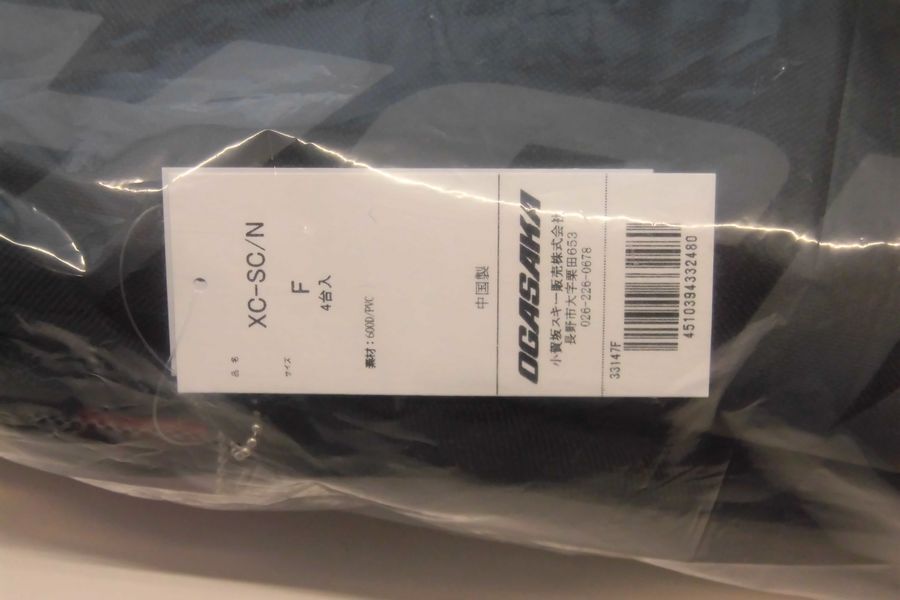 品 名
XC-SC/N
サイズ
F
4台入
素材：600D/PVC
中国製
OGASAKA
小賀坂スキー販売株式会社
長野市大字栗田653
026-226-0678
33147F
4510394332480